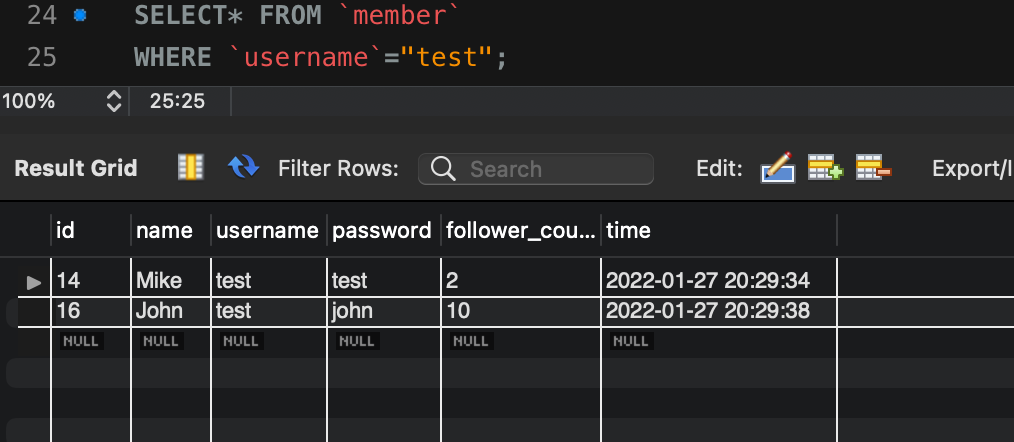 24 SELECT* FROM `member`
25 WHERE `username`="test";
100% 25:25
Result Grid Filter Rows: Search Edit: Export/I
id name username password follower_cou... time
14 Mike test test 2 2022-01-27 20:29:34
16 John test john 10 2022-01-27 20:29:38
NULL NULL NULL NULL NULL NULL